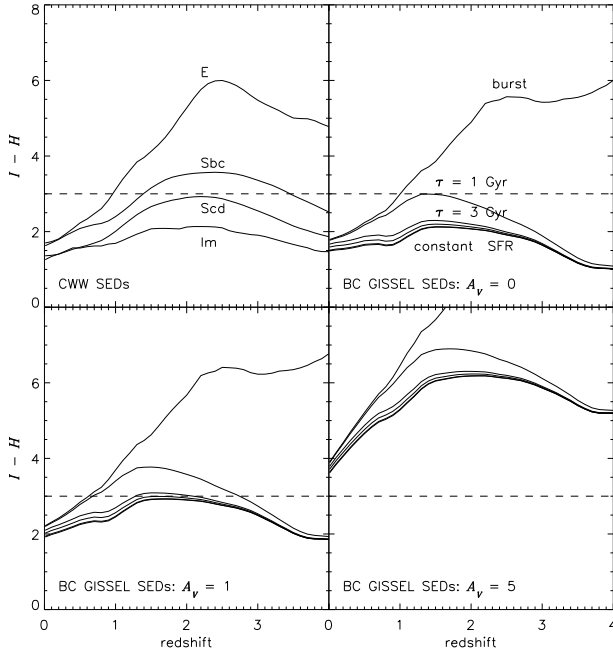 8
6
4
2
0
I – H
E
Sbc
Scd
Im
CWW SEDs
burst
τ = 1 Gyr
τ = 3 Gyr
constant SFR
BC GISSEL SEDs: A_V = 0
6
4
2
0
I – H
BC GISSEL SEDs: A_V = 1
BC GISSEL SEDs: A_V = 5
0 1 2 3 0 1 2 3 4
redshift redshift